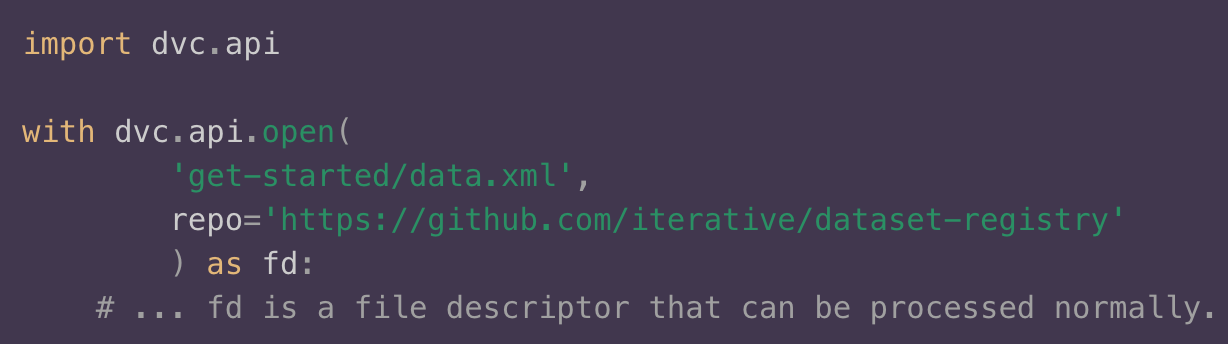 import dvc.api
with dvc.api.open(
'get-started/data.xml',
repo='https://github.com/iterative/dataset-registry'
) as fd:
# ... fd is a file descriptor that can be processed normally.